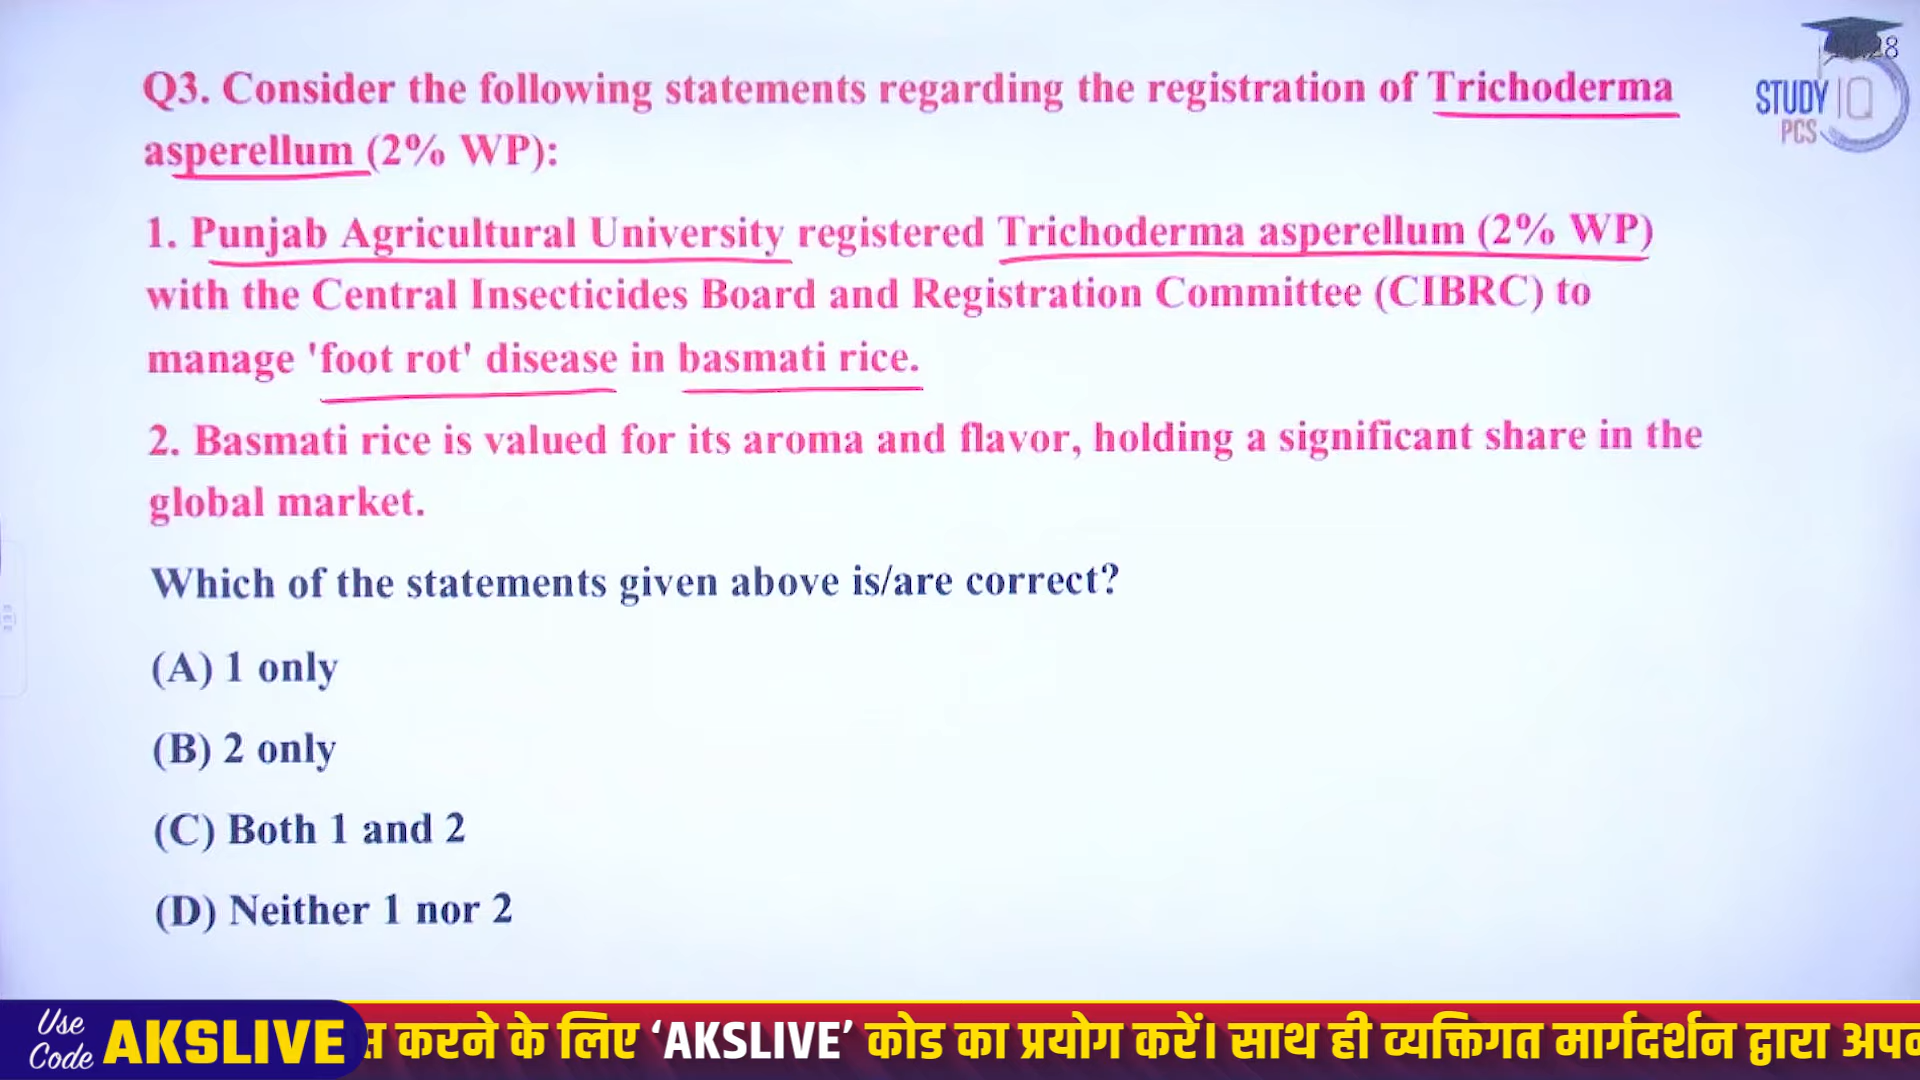 Q3. Consider the following statements regarding the registration of Trichoderma
asperellum (2% WP):
1. Punjab Agricultural University registered Trichoderma asperellum (2% WP)
with the Central Insecticides Board and Registration Committee (CIBRC) to
manage 'foot rot' disease in basmati rice.
2. Basmati rice is valued for its aroma and flavor, holding a significant share in the
global market.
Which of the statements given above is/are correct?
(A) 1 only
(B) 2 only
(C) Both 1 and 2
(D) Neither 1 nor 2
STUDY IQ
PCS
Use
Code AKSLIVE
करने के लिए ‘AKSLIVE’ कोड का प्रयोग करें। साथ ही व्यक्तिगत मार्गदर्शन द्वारा